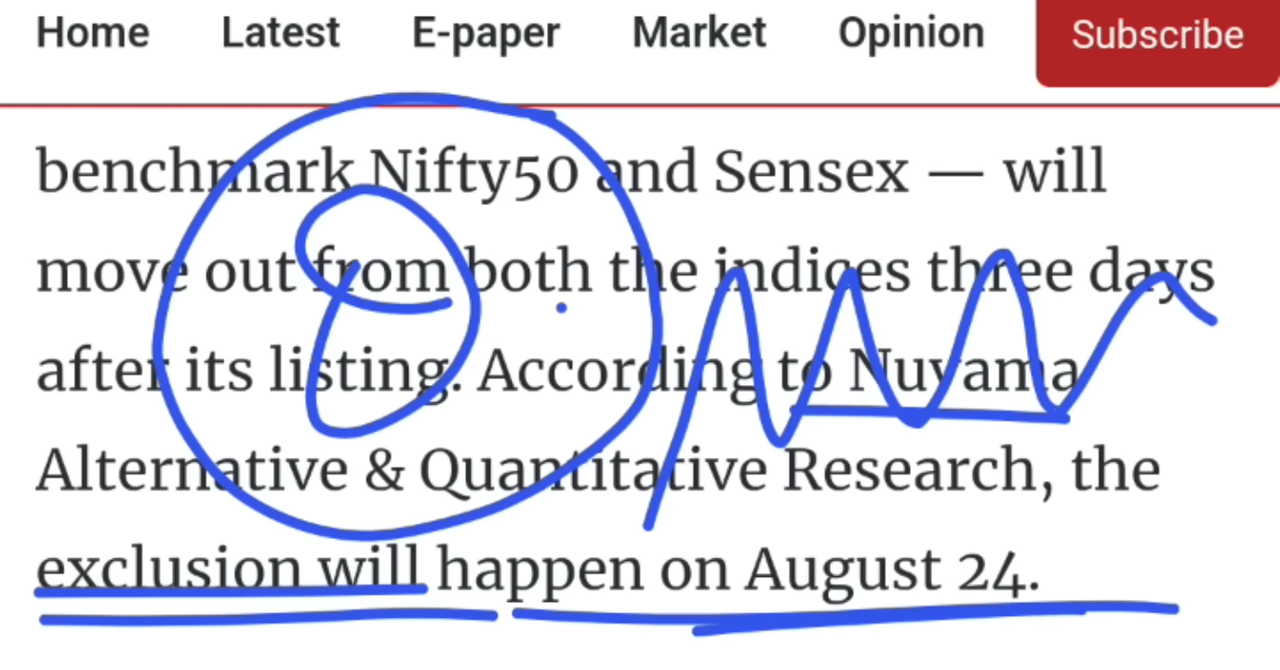 Home Latest E-paper Market Opinion Subscribe
benchmark Nifty50 and Sensex — will
move out from both the indices three days
after its listing. According to Nuvama
Alternative & Quantitative Research, the
exclusion will happen on August 24.